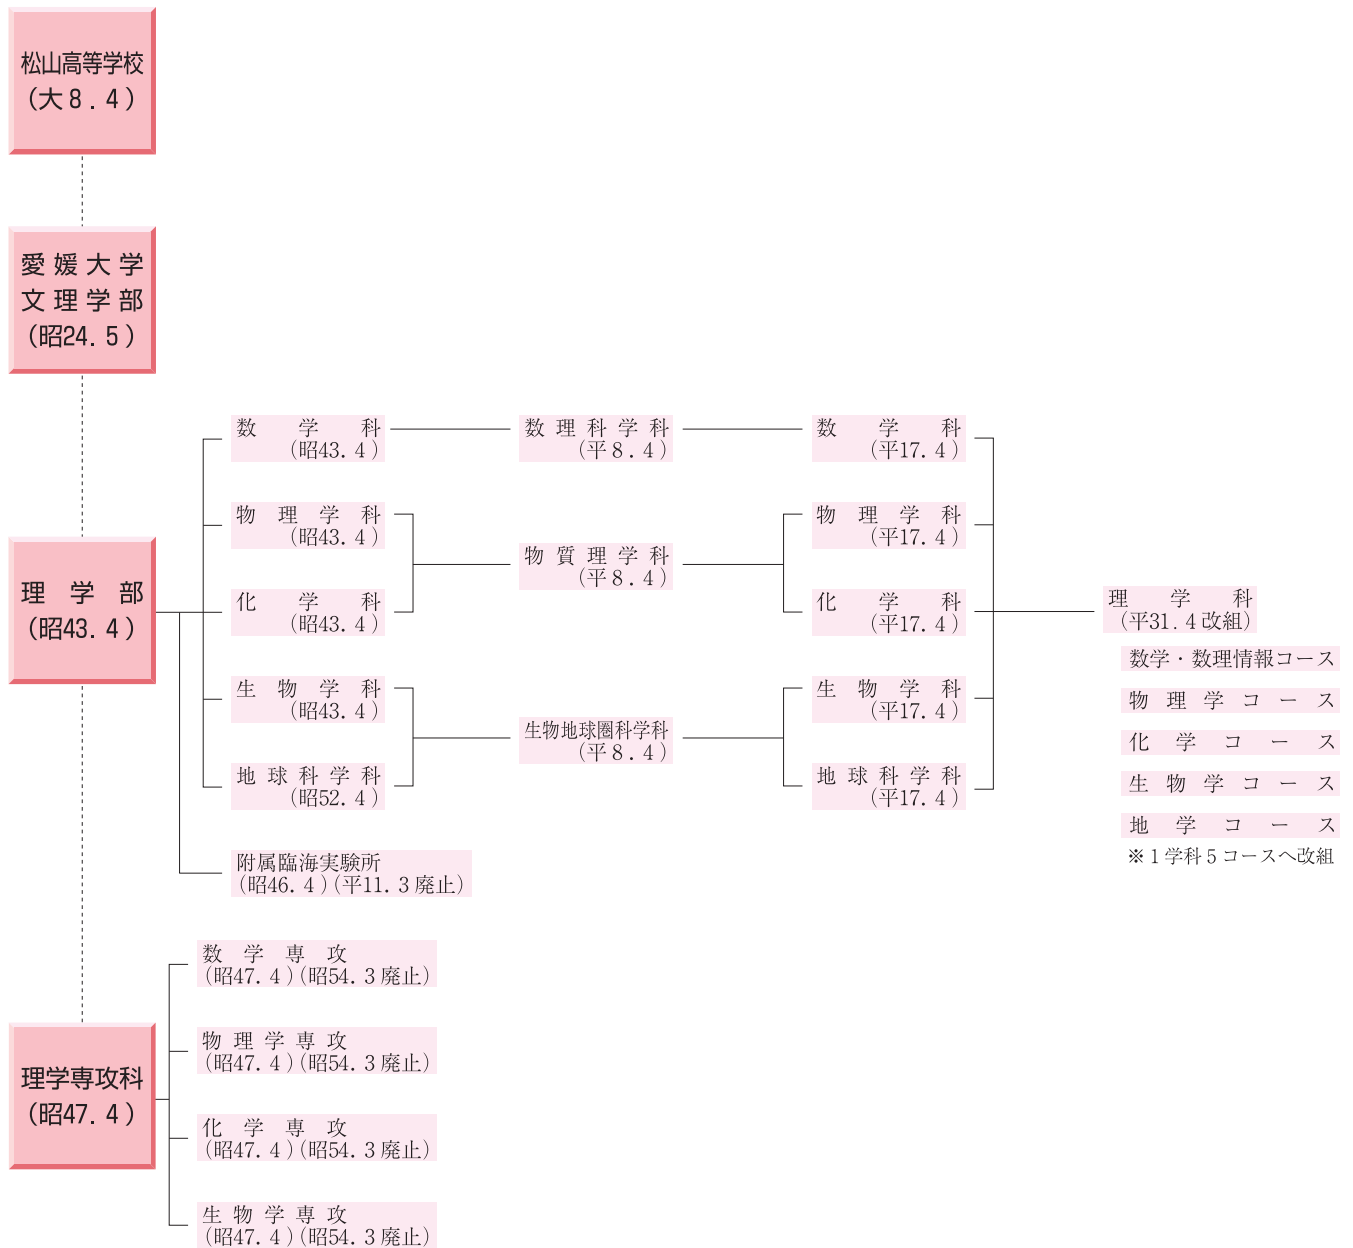 松山高等学校
(大8.4)
愛媛大学
文理学部
(昭24.5)
理学部
(昭43.4)
数学科
(昭43.4)
物理学科
(昭43.4)
化学科
(昭43.4)
生物学科
(昭43.4)
地球科学科
(昭52.4)
附属臨海実験所
(昭46.4)(平11.3廃止)
数理科学科
(平8.4)
物質理学科
(平8.4)
生物地球圏科学科
(平8.4)
数学科
(平17.4)
物理学科
(平17.4)
化学科
(平17.4)
生物学科
(平17.4)
地球科学科
(平17.4)
理学科
(平31.4改組)
数学・数理情報コース
物理学コース
化学コース
生物学コース
地学コース
※1学科5コースへ改組
理学専攻科
(昭47.4)
数学専攻
(昭47.4)(昭54.3廃止)
物理学専攻
(昭47.4)(昭54.3廃止)
化学専攻
(昭47.4)(昭54.3廃止)
生物学専攻
(昭47.4)(昭54.3廃止)